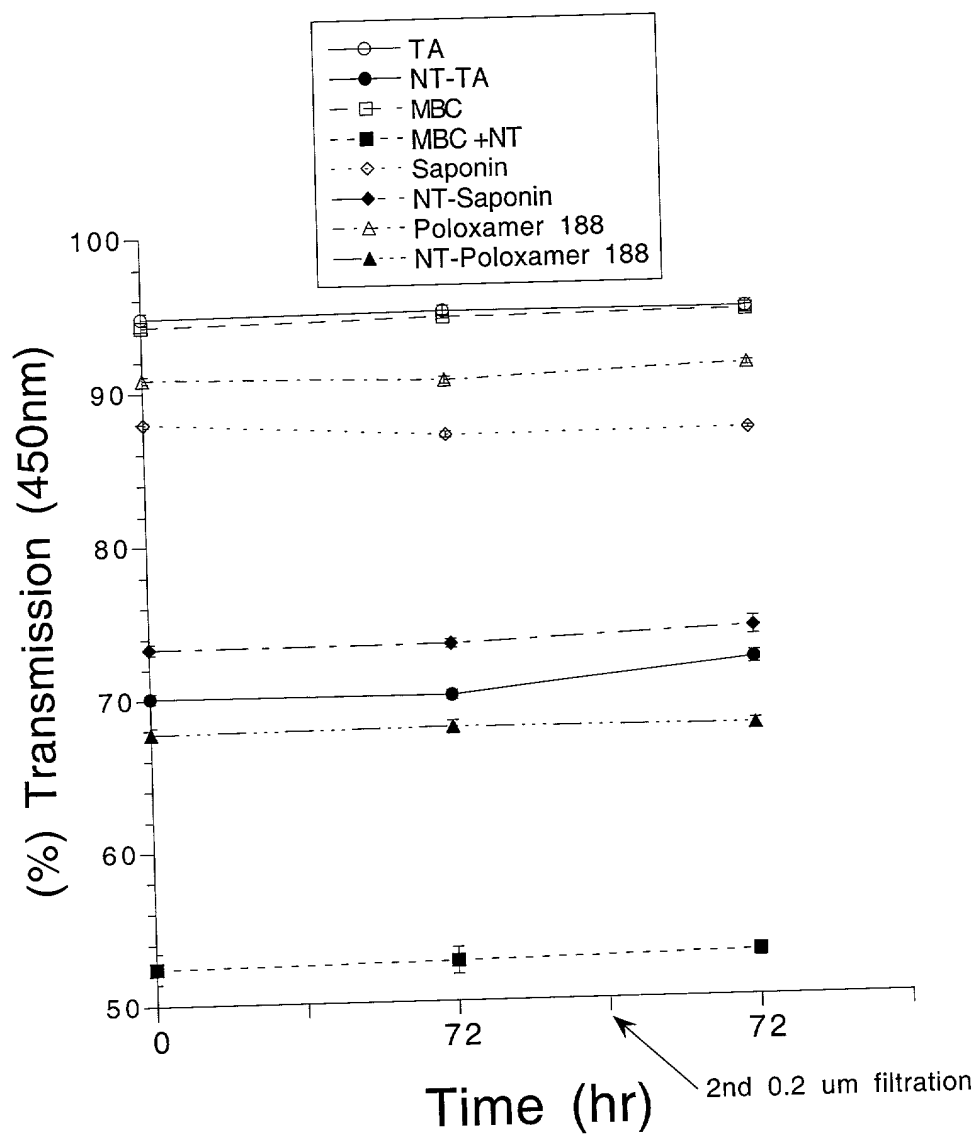 TA
NT-TA
MBC
MBC +NT
Saponin
NT-Saponin
Poloxamer 188
NT-Poloxamer 188
100
90
80
70
60
50
(%) Transmission (450nm)
0
72
72
2nd 0.2 um filtration
Time (hr)